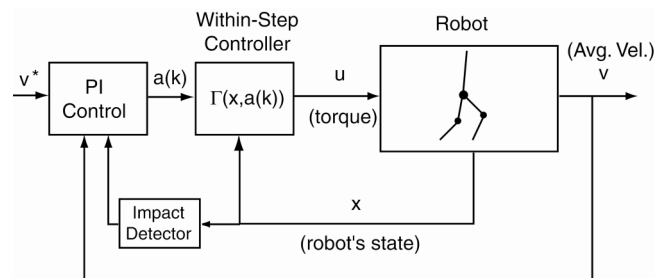 Within-Step
Controller
Robot
(Avg. Vel.)
v*
PI
Control
a(k)
Γ(x,a(k))
u
(torque)
v
Impact
Detector
x
(robot's state)